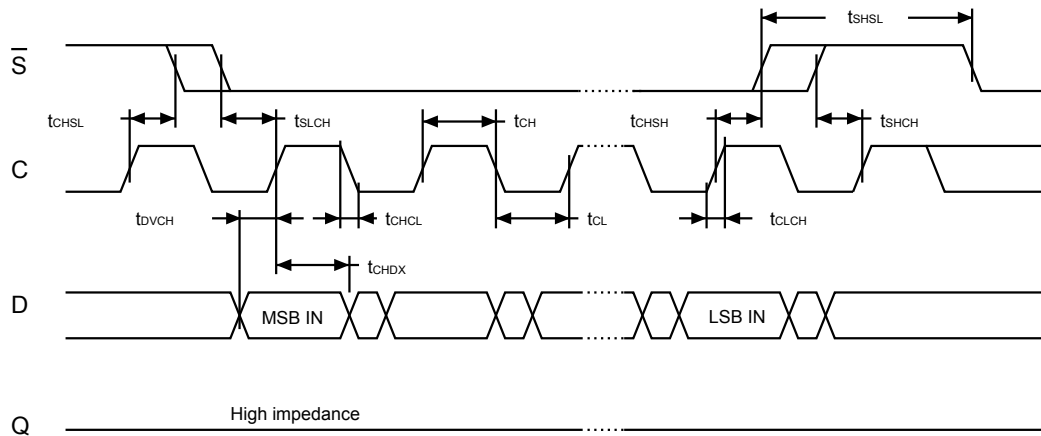 tSHSL
S
tCHSL
tSLCH
tCH
tCHSH
tSHCH
C
tDVCH
tCHCL
tCL
tCLCH
tCHDX
D
MSB IN
LSB IN
High impedance
Q